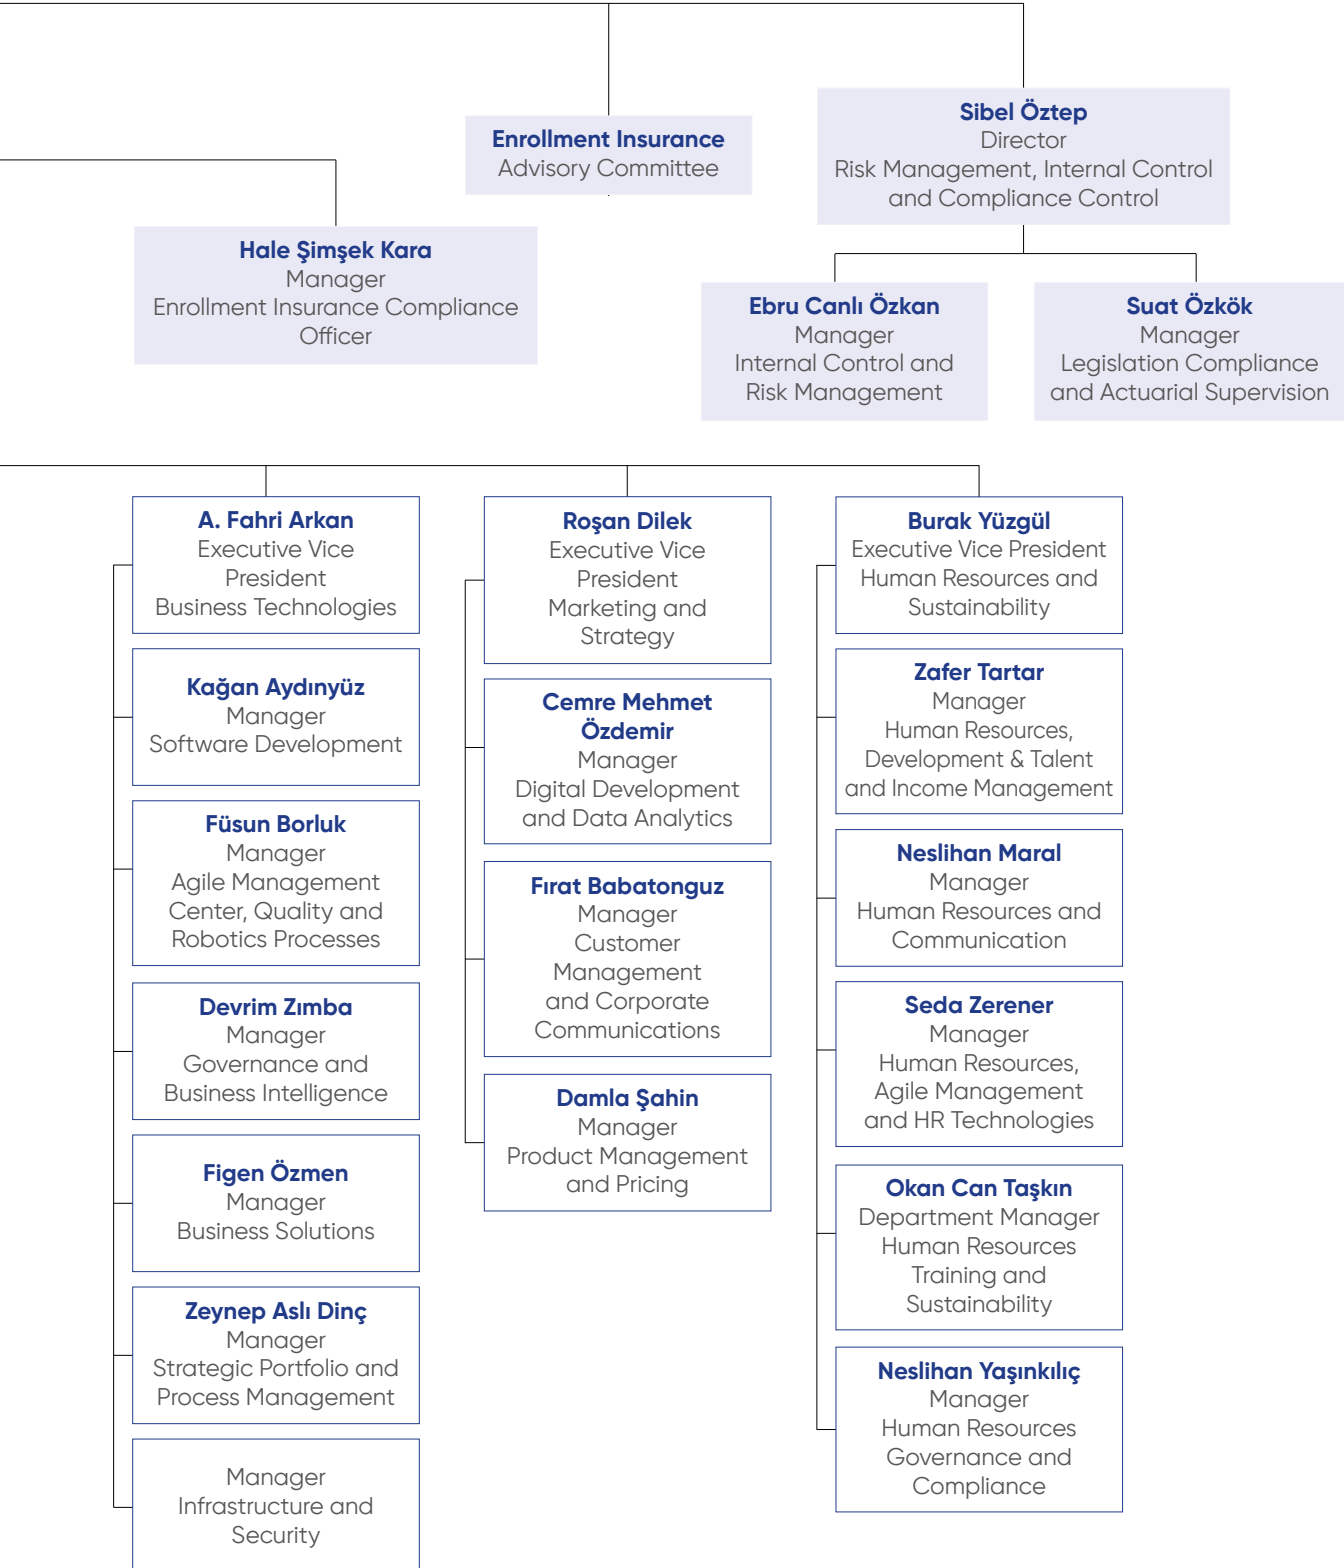 Enrollment Insurance
Advisory Committee
Sibel Öztep
Director
Risk Management, Internal Control
and Compliance Control
Hale Şimşek Kara
Manager
Enrollment Insurance Compliance
Officer
Ebru Canlı Özkan
Manager
Internal Control and
Risk Management
Suat Özkök
Manager
Legislation Compliance
and Actuarial Supervision
A. Fahri Arkan
Executive Vice
President
Business Technologies
Kağan Aydınyüz
Manager
Software Development
Füsun Borluk
Manager
Agile Management
Center, Quality and
Robotics Processes
Devrim Zımba
Manager
Governance and
Business Intelligence
Figen Özmen
Manager
Business Solutions
Zeynep Aslı Dinç
Manager
Strategic Portfolio and
Process Management
Manager
Infrastructure and
Security
Roşan Dilek
Executive Vice
President
Marketing and
Strategy
Cemre Mehmet
Özdemir
Manager
Digital Development
and Data Analytics
Fırat Babatonguz
Manager
Customer
Management
and Corporate
Communications
Damla Şahin
Manager
Product Management
and Pricing
Burak Yüzgül
Executive Vice President
Human Resources and
Sustainability
Zafer Tartar
Manager
Human Resources,
Development & Talent
and Income Management
Neslihan Maral
Manager
Human Resources and
Communication
Seda Zerener
Manager
Human Resources,
Agile Management
and HR Technologies
Okan Can Taşkın
Department Manager
Human Resources
Training and
Sustainability
Neslihan Yaşınkılıç
Manager
Human Resources
Governance and
Compliance